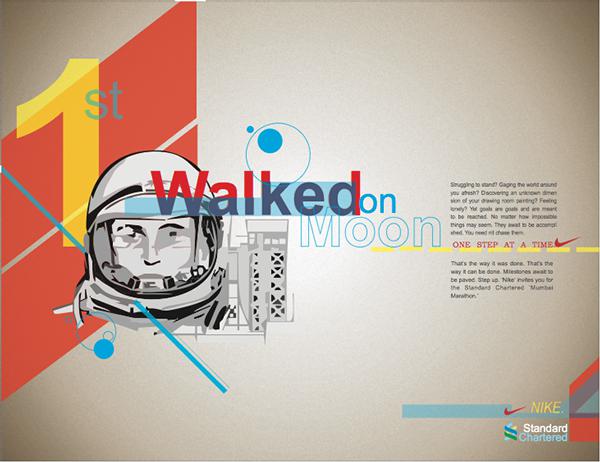 1st
Walked on
Moon
Struggling to stand? Gaging the world around
you afresh? Discovering an unknown dimen
sion of your drawing room painting? Feeling
lonely? Yet goals are goals and are meant
to be reached. No matter how impossible
things may seem. They await to be accompl
shed. You need nt chase them.
ONE STEP AT A TIME
That's the way it was done. That's the
way it can be done. Milestones await to
be paved. Step up. 'Nike' invites you for
the Standard Chartered 'Mumbai
Marathon.'
NIKE.
Standard
Chartered